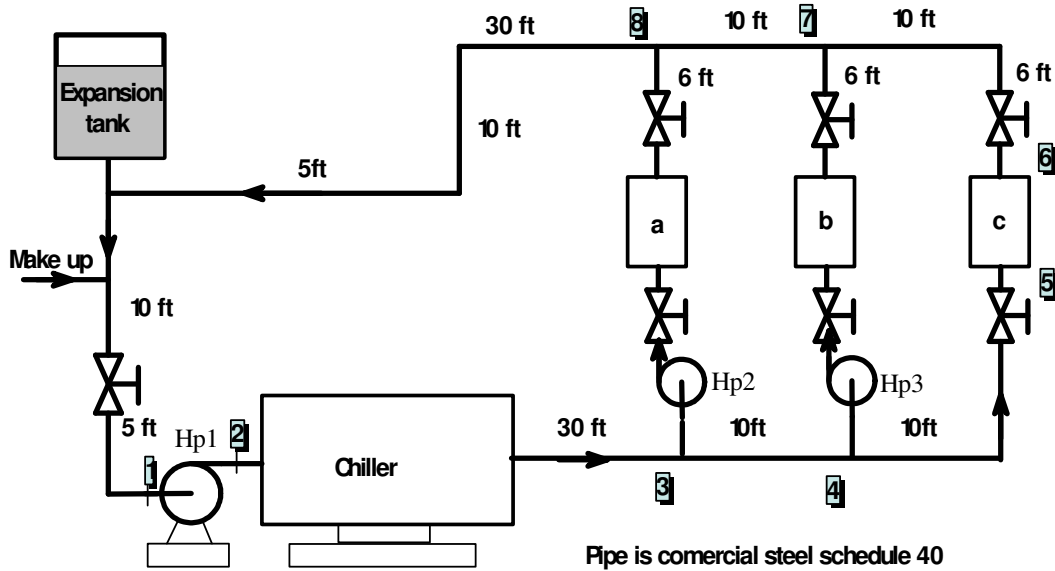 8
7
30 ft
10 ft
10 ft
Expansion
tank
6 ft
6 ft
6 ft
10 ft
6
5ft
a
b
c
Make up
5
10 ft
Hp2
Hp3
5 ft
Hp1
2
30 ft
10ft
10ft
Chiller
1
3
4
Pipe is comercial steel schedule 40